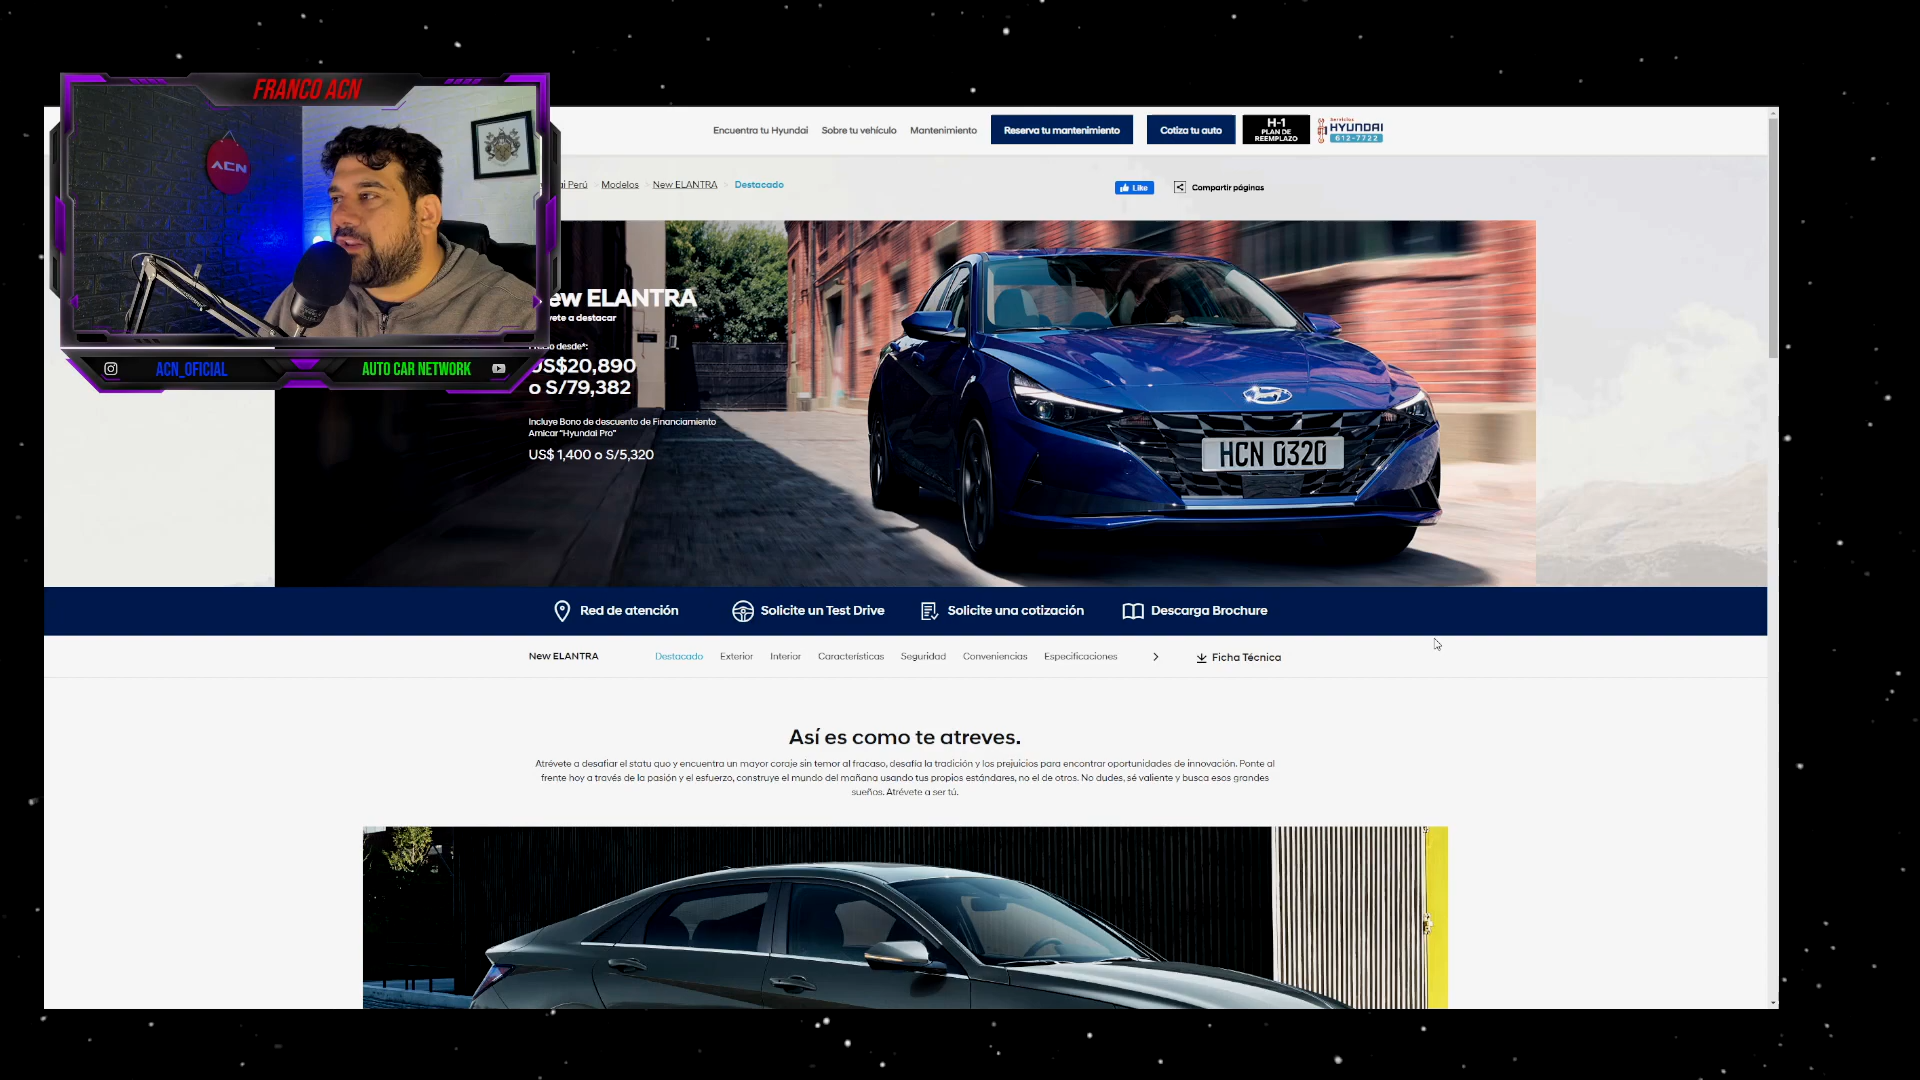 FRANCO ACN
ACN
ACN_OFICIAL
AUTO CAR NETWORK
Encuentra tu Hyundai
Sobre tu vehículo
Mantenimiento
Reserva tu mantenimiento
Cotiza tu auto
H-1
PLAN DE
REEMPLAZO
Servicios
HYUNDAI
612-7722
Perú
Modelos
New ELANTRA
Destacado
Like
Compartir páginas
ELANTRA
a destacar
desde*:
US$20,890
o S/79,382
Incluye Bono de descuento de Financiamiento
Amicar "Hyundai Pro"
US$ 1,400 o S/5,320
HCN 0320
Red de atención
Solicite un Test Drive
Solicite una cotización
Descarga Brochure
New ELANTRA
Destacado
Exterior
Interior
Características
Seguridad
Conveniencias
Especificaciones
Ficha Técnica
Así es como te atreves.
Atrévete a desafiar el statu quo y encuentra un mayor coraje sin temor al fracaso, desafía la tradición y los prejuicios para encontrar oportunidades de innovación. Ponte al
frente hoy a través de la pasión y el esfuerzo, construye el mundo del mañana usando tus propios estándares, no el de otros. No dudes, sé valiente y busca esos grandes
sueños. Atrévete a ser tú.